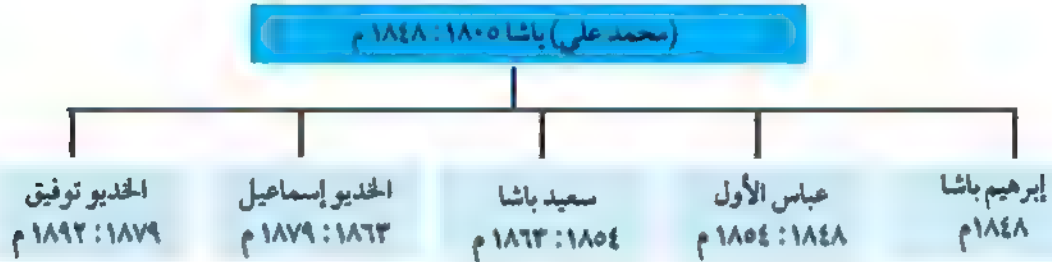 (محمد علي) باشا ١٨٠٥ : ١٨٤٨ م
إبرهيم باشا
١٨٤٨م
عباس الأول
١٨٤٨ : ١٨٥٤ م
سعيد باشا
١٨٥٤ : ١٨٦٣ م
الخديو إسماعيل
١٨٦٣ : ١٨٧٩ م
الخديو توفيق
١٨٧٩ : ١٨٩٢ م